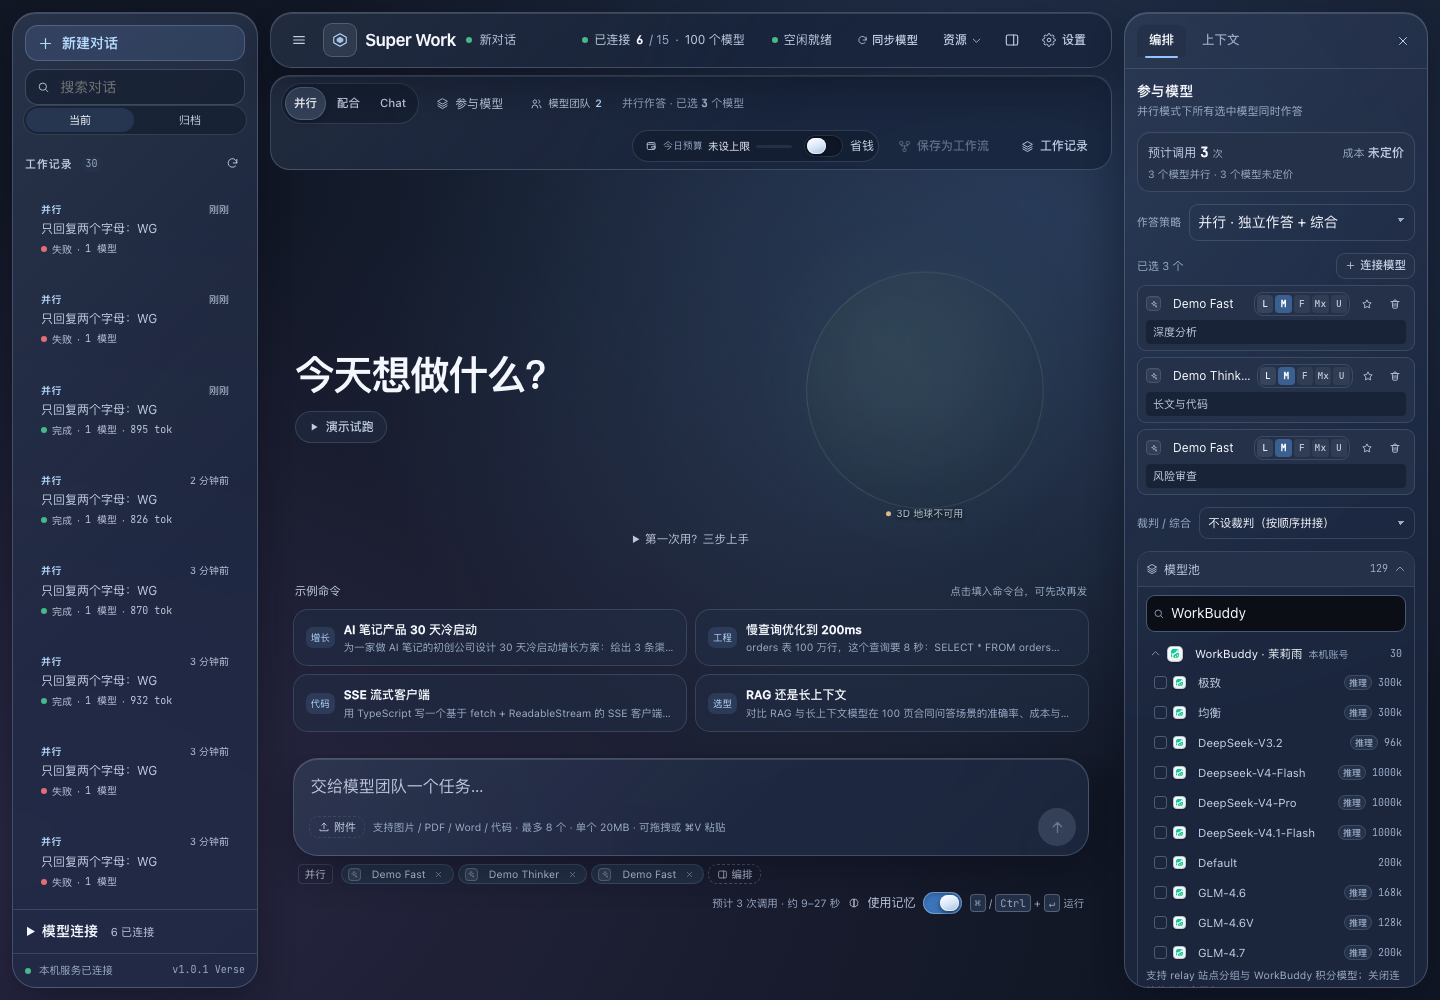 新建对话
搜索对话
当前 归档
工作记录 30
并行 刚刚
只回复两个字母：WG
失败 · 1 模型
并行 刚刚
只回复两个字母：WG
失败 · 1 模型
并行 刚刚
只回复两个字母：WG
完成 · 1 模型 · 895 tok
并行 2 分钟前
只回复两个字母：WG
完成 · 1 模型 · 826 tok
并行 3 分钟前
只回复两个字母：WG
完成 · 1 模型 · 870 tok
并行 3 分钟前
只回复两个字母：WG
完成 · 1 模型 · 932 tok
并行 3 分钟前
只回复两个字母：WG
失败 · 1 模型
并行 3 分钟前
只回复两个字母：WG
失败 · 1 模型
模型连接 6 已连接
本机服务已连接 v1.0.1 Verse
Super Work 新对话 已连接 6 / 15 · 100 个模型 空闲就绪 同步模型 资源 设置
并行 配合 Chat 参与模型 模型团队 2 并行作答 · 已选 3 个模型
今日预算 未设上限 省钱 保存为工作流 工作记录
今天想做什么？
演示试跑
3D 地球不可用
第一次用？三步上手
示例命令 点击填入命令台，可先改再发
增长 AI 笔记产品 30 天冷启动
为一家做 AI 笔记的初创公司设计 30 天冷启动增长方案：给出 3 条渠...
工程 慢查询优化到 200ms
orders 表 100 万行，这个查询要 8 秒：SELECT * FROM orders...
代码 SSE 流式客户端
用 TypeScript 写一个基于 fetch + ReadableStream 的 SSE 客户端...
选型 RAG 还是长上下文
对比 RAG 与长上下文模型在 100 页合同问答场景的准确率、成本与...
交给模型团队一个任务...
附件 支持图片 / PDF / Word / 代码 · 最多 8 个 · 单个 20MB · 可拖拽或 ⌘V 粘贴
并行 Demo Fast × Demo Thinker × Demo Fast × 编排
预计 3 次调用 · 约 9–27 秒 使用记忆 ⌘ / Ctrl + ↵ 运行
编排 上下文
参与模型
并行模式下所有选中模型同时作答
预计调用 3 次 成本 未定价
3 个模型并行 · 3 个模型未定价
作答策略 并行 · 独立作答 + 综合
已选 3 个 + 连接模型
Demo Fast L M F Mx U
深度分析
Demo Think... L M F Mx U
长文与代码
Demo Fast L M F Mx U
风险审查
裁判 / 综合 不设裁判（按顺序拼接）
模型池 129
WorkBuddy
WorkBuddy · 茉莉雨 本机账号 30
极致 推理 300k
均衡 推理 300k
DeepSeek-V3.2 推理 96k
Deepseek-V4-Flash 推理 1000k
DeepSeek-V4-Pro 推理 1000k
DeepSeek-V4.1-Flash 推理 1000k
Default 200k
GLM-4.6 推理 168k
GLM-4.6V 推理 128k
GLM-4.7 推理 200k
支持 relay 站点分组与 WorkBuddy 积分模型；关闭连